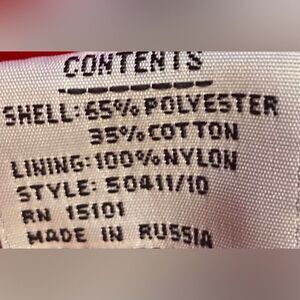 CONTENTS
SHELL: 65% POLYESTER
35% COTTON
LINING: 100% NYLON
STYLE: 50411/10
RN 15101
MADE IN RUSSIA